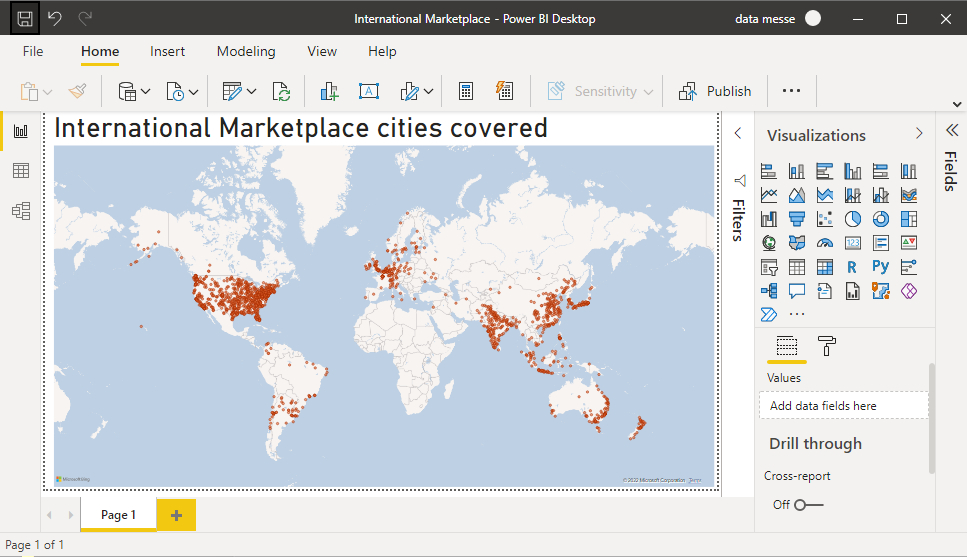 International Marketplace - Power BI Desktop
data messe
File
Home
Insert
Modeling
View
Help
Sensitivity
Publish
International Marketplace cities covered
Microsoft Bing
© 2022 Microsoft Corporation
Terms
Filters
Visualizations
123
R
Py
Values
Add data fields here
Drill through
Cross-report
Off
Fields
Page 1
Page 1 of 1